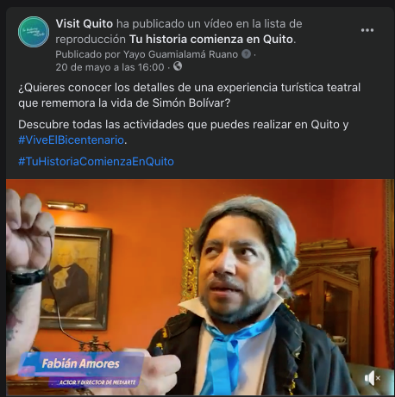 Visit Quito ha publicado un vídeo en la lista de
reproducción Tu historia comienza en Quito.
Publicado por Yayo Guamialamá Ruano ·
20 de mayo a las 16:00 ·
¿Quieres conocer los detalles de una experiencia turística teatral
que rememora la vida de Simón Bolívar?
Descubre todas las actividades que puedes realizar en Quito y
#ViveElBicentenario.
#TuHistoriaComienzaEnQuito
Fabián Amores
ACTOR Y DIRECTOR DE MEDIARTE